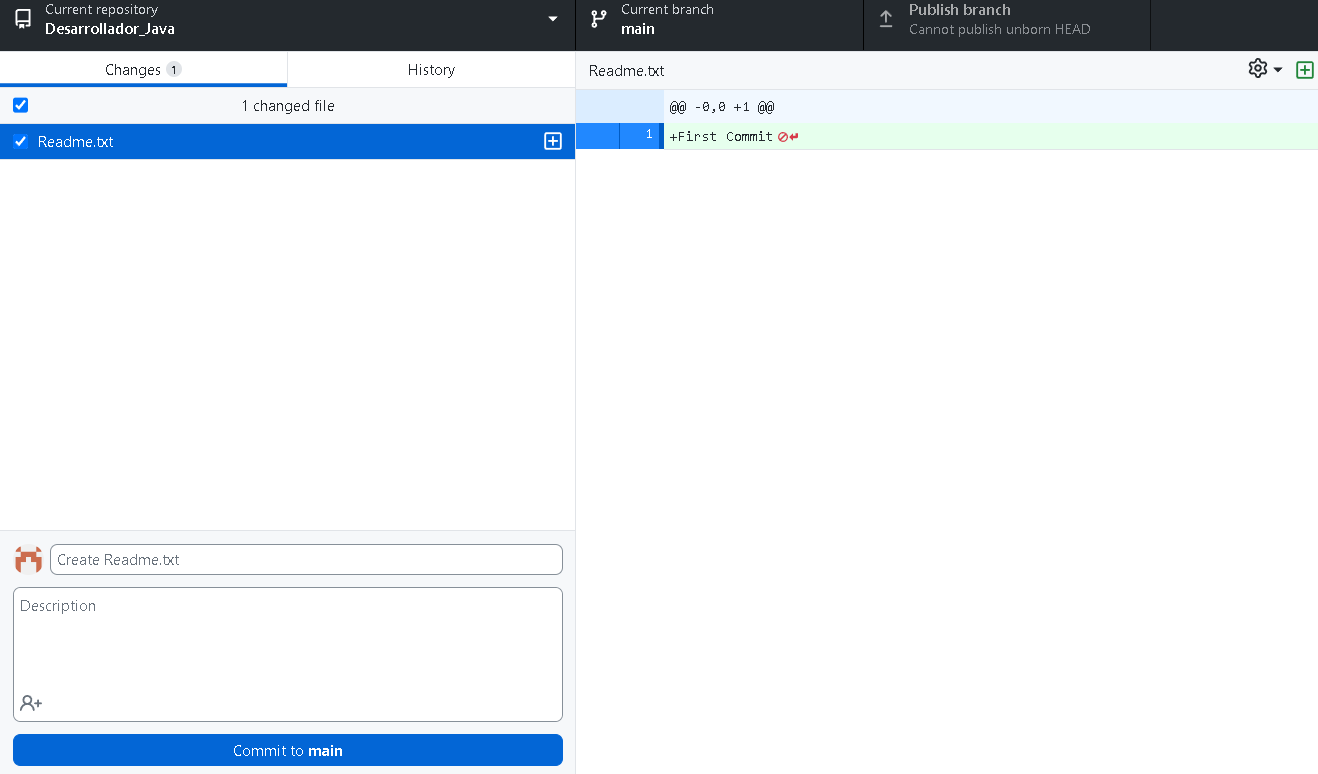 Current repository
Desarrollador_Java
Current branch
main
Publish branch
Cannot publish unborn HEAD
Changes 1
History
1 changed file
Readme.txt
Readme.txt
@@ -0,0 +1 @@
1 +First Commit
Create Readme.txt
Description
Commit to main